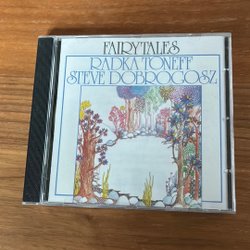 FAIRYTALES
RADKA TONEFF
STEVE DOBROGOSZ